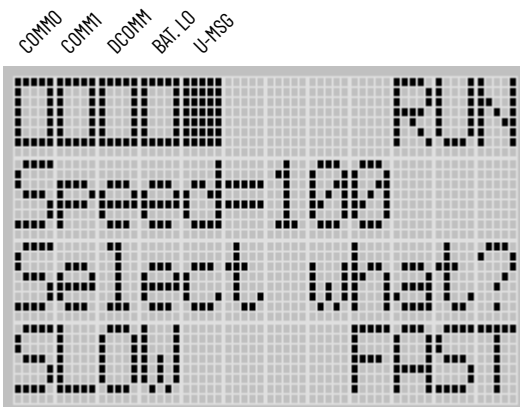 COMM0 COMM1 DCOMM BAT. LO U-MSG
RUN
Speed=100
Select what?
SLOW FAST